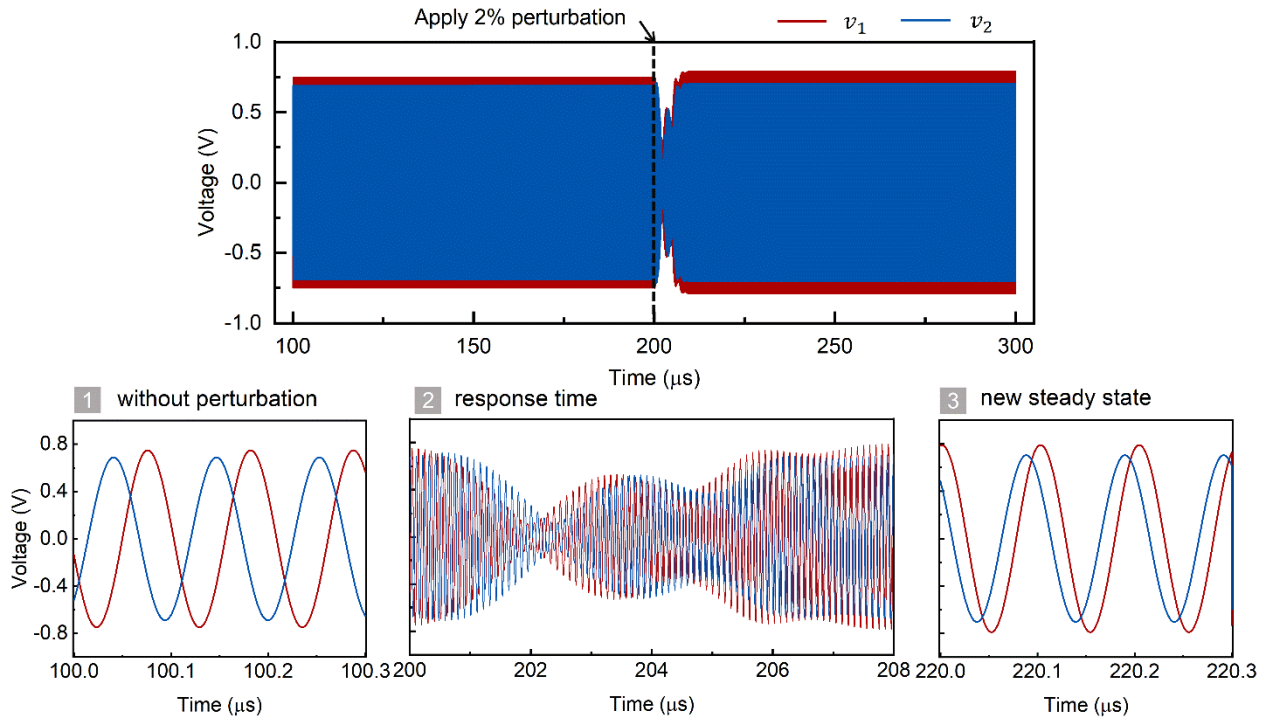 Apply 2% perturbation
v₁ v₂
Voltage (V)
1.0
0.5
0.0
-0.5
-1.0
100 150 200 250 300
Time (μs)
1 without perturbation
2 response time
3 new steady state
Voltage (V)
0.8
0.4
0.0
-0.4
-0.8
100.0 100.1 100.2 100.3
200 202 204 206 208
220.0 220.1 220.2 220.3
Time (μs)
Time (μs)
Time (μs)